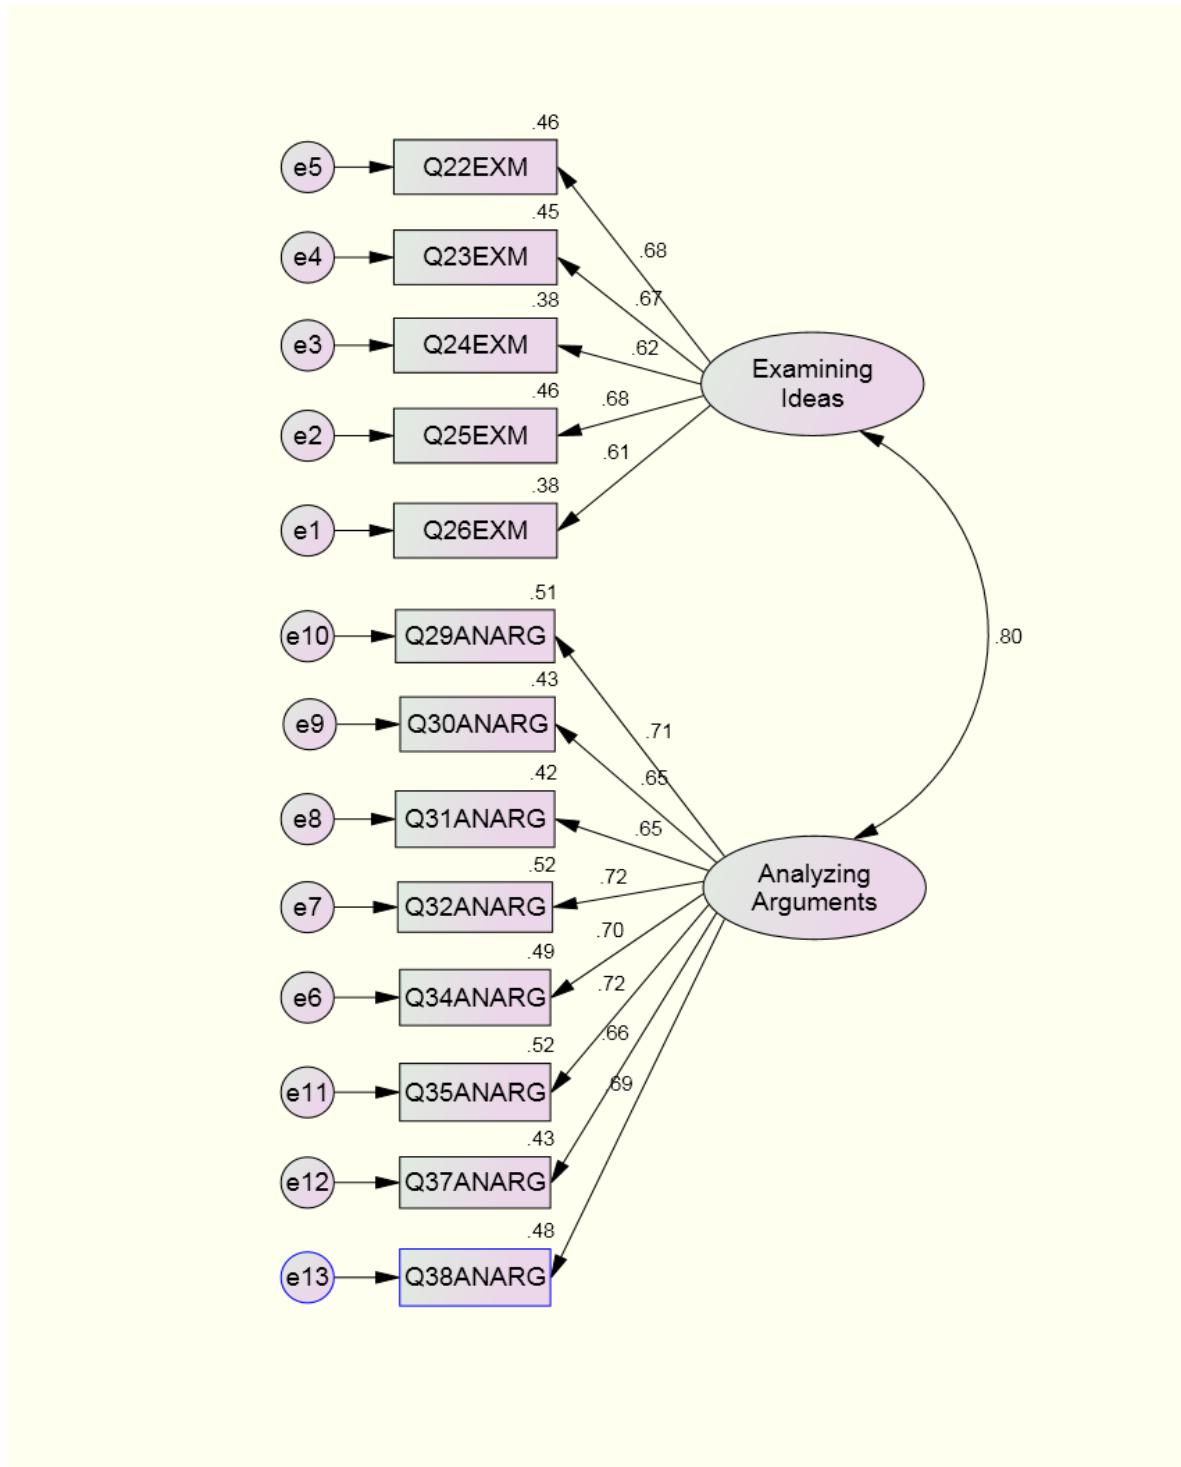 .46
e5 Q22EXM
.45
e4 Q23EXM
.68
.67
.38
e3 Q24EXM
.62
Examining
Ideas
.46
e2 Q25EXM
.68
.61
.38
e1 Q26EXM
.51
e10 Q29ANARG
.80
.43
e9 Q30ANARG
.71
.65
.42
e8 Q31ANARG
.65
.52
e7 Q32ANARG
.72
Analyzing
Arguments
.70
.49
e6 Q34ANARG
.72
.66
.52
e11 Q35ANARG
.69
.43
e12 Q37ANARG
.48
e13 Q38ANARG